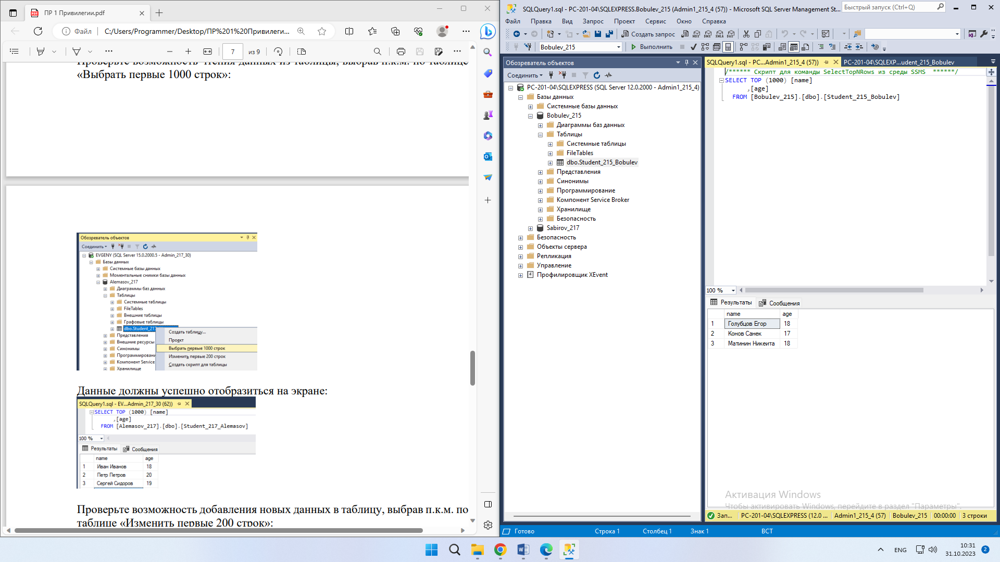 ПР 1 Привилегии.pdf
Файл
C:/Users/Programmer/Desktop/ПР%201%20Привилеги...
7 из 9
Проверьте возможность чтения данных из таблицы, выбрав п.к.м. по таблице
«Выбрать первые 1000 строк»:
Обозреватель объектов
Соединить
EVGENY (SQL Server 15.0.2000.5 - Admin_217_30)
Базы данных
Системные базы данных
Моментальные снимки базы данных
Alemasov_217
Диаграммы баз данных
Таблицы
Системные таблицы
FileTables
Внешние таблицы
Графовые таблицы
dbo.Student_217
Представления
Внешние ресурсы
Синонимы
Программировани
Компонент Service
Хранилище
Создать таблицу...
Проект
Выбрать первые 1000 строк
Изменить первые 200 строк
Создать скрипт для таблицы
Данные должны успешно отобразиться на экране:
SQLQuery1.sql - EV...Admin_217_30 (62))
SELECT TOP (1000) [name]
,[age]
FROM [Alemasov_217].[dbo].[Student_217_Alemasov]
100 %
Результаты Сообщения
name age
1 Иван Иванов 18
2 Петр Петров 20
3 Сергей Сидоров 19
Проверьте возможность добавления новых данных в таблицу, выбрав п.к.м. по
таблице «Изменить первые 200 строк»:
SQLQuery1.sql - PC-201-04\SQLEXPRESS.Bobulev_215 (Admin1_215_4 (57)) - Microsoft SQL Server Management St...
Быстрый запуск (Ctrl+Q)
Файл Правка Вид Запрос Проект Сервис Окно Справка
Создать запрос
MDX DMX XMLA DAX
Bobulev_215
Выполнить
Обозреватель объектов
Соединить
PC-201-04\SQLEXPRESS (SQL Server 12.0.2000 - Admin1_215_4)
Базы данных
Системные базы данных
Bobulev_215
Диаграммы баз данных
Таблицы
Системные таблицы
FileTables
dbo.Student_215_Bobulev
Представления
Синонимы
Программирование
Компонент Service Broker
Хранилище
Безопасность
Sabirov_217
Безопасность
Объекты сервера
Репликация
Управление
Профилировщик XEvent
SQLQuery1.sql - PC...Admin1_215_4 (57))
PC-201-04\SQLEXP...udent_215_Bobulev
/****** Скрипт для команды SelectTopNRows из среды SSMS ******/
SELECT TOP (1000) [name]
,[age]
FROM [Bobulev_215].[dbo].[Student_215_Bobulev]
100 %
Результаты Сообщения
name age
1 Голубцов Егор 18
2 Конов Санек 17
3 Матинин Никеита 18
Активация Windows
Чтобы активировать Windows, перейдите в раздел "Параметры".
Зап... PC-201-04\SQLEXPRESS (12.0 ... Admin1_215_4 (57) Bobulev_215 00:00:00 3 строки
Готово Строка 1 Столбец 1 Знак 1 ВСТ
ENG
10:31
31.10.2023
2